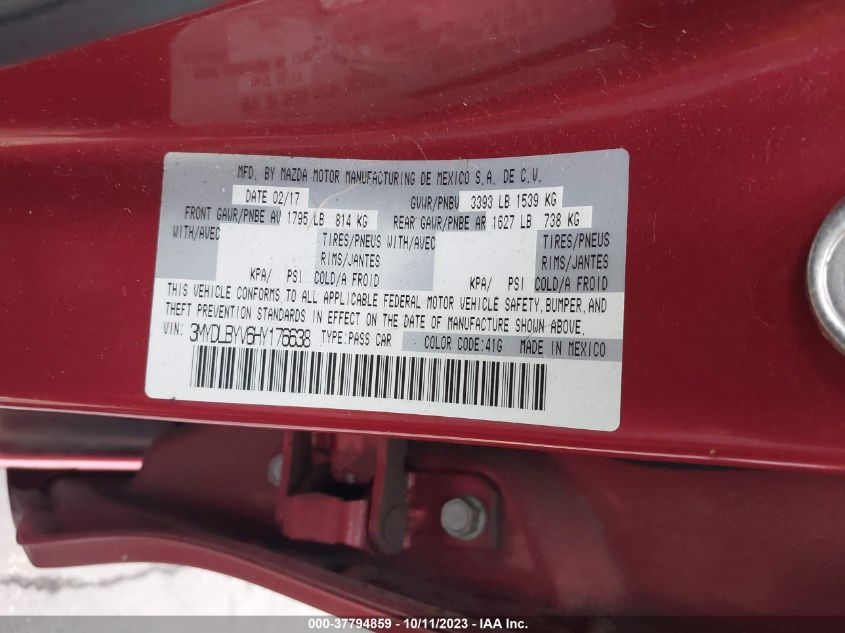 MFD. BY MAZDA MOTOR MANUFACTURING DE MEXICO S.A. DE C.V.
DATE 02/17 GVWR/PNBV 3393 LB 1539 KG
FRONT GAWR/PNBE AV 1795 LB 814 KG REAR GAWR/PNBE AR 1627 LB 738 KG
WITH/AVEC TIRES/PNEUS WITH/AVEC TIRES/PNEUS
RIMS/JANTES RIMS/JANTES
KPA/ PSI COLD/A FROID KPA/ PSI COLD/A FROID
THIS VEHICLE CONFORMS TO ALL APPLICABLE FEDERAL MOTOR VEHICLE SAFETY, BUMPER, AND
THEFT PREVENTION STANDARDS IN EFFECT ON THE DATE OF MANUFACTURE SHOWN ABOVE.
VIN: 3MYDLBYV6HY176638 TYPE:PASS CAR COLOR CODE:41G MADE IN MEXICO
000-37794859 - 10/11/2023 - IAA Inc.